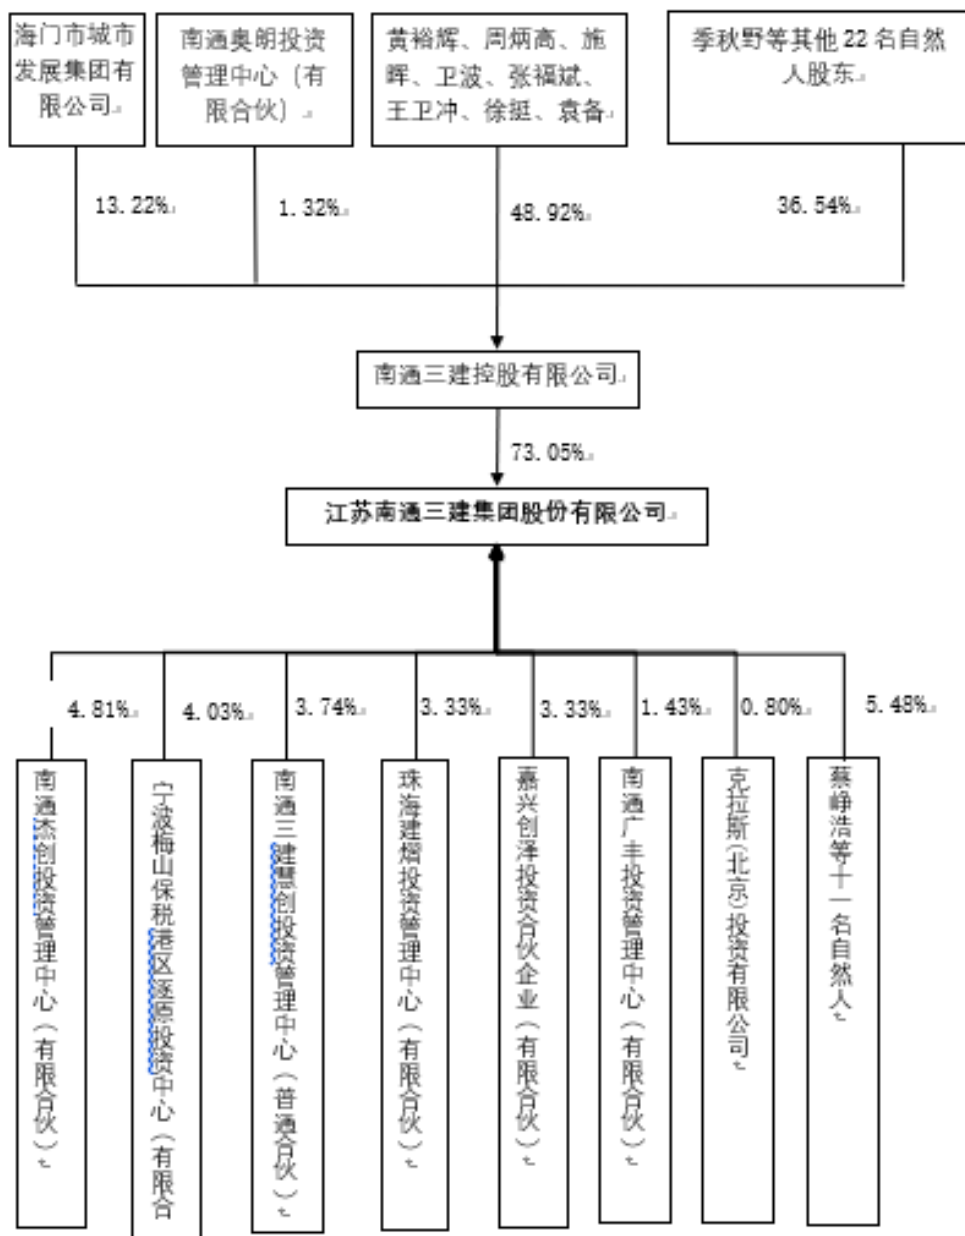 海门市城市
发展集团有
限公司
南通奥朗投资
管理中心（有
限合伙）
黄裕辉、周炳高、施
晖、卫波、张福斌、
王卫冲、徐挺、袁备
季秋野等其他 22 名自然
人股东
13.22%
1.32%
48.92%
36.54%
南通三建控股有限公司
73.05%
江苏南通三建集团股份有限公司
4.81%
4.03%
3.74%
3.33%
3.33%
1.43%
0.80%
5.48%
南通杰创投资管理中心（有限合伙）
宁波梅山保税港区逐原投资中心（有限合
南通三建慧创投资管理中心（普通合伙）
珠海建熠投资管理中心（有限合伙）
嘉兴创泽投资合伙企业（有限合伙）
南通广丰投资管理中心（有限合伙）
克拉斯(北京)投资有限公司
蔡峥浩等十一名自然人